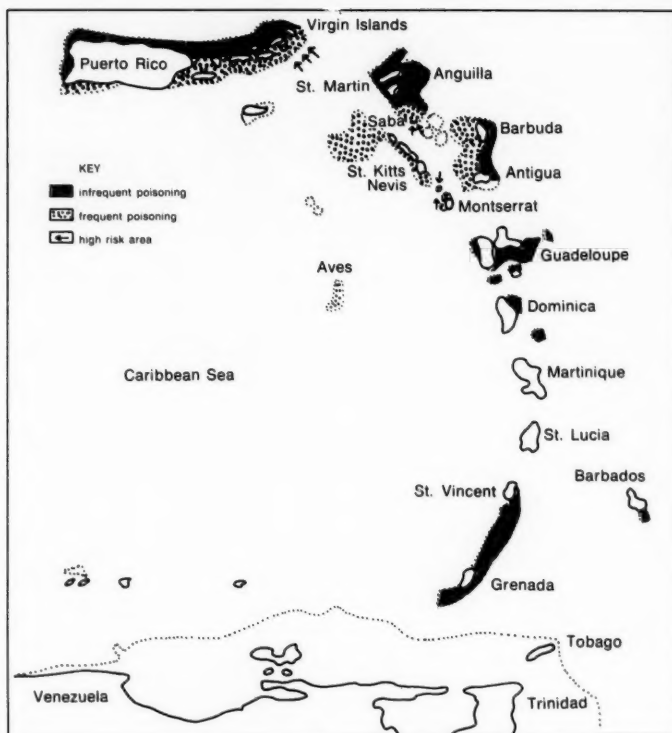 Virgin Islands
Puerto Rico
St. Martin
Anguilla
Saba
Barbuda
KEY
St. Kitts
Nevis
Antigua
infrequent poisoning
frequent poisoning
Montserrat
high risk area
Guadeloupe
Aves
Dominica
Caribbean Sea
Martinique
St. Lucia
Barbados
St. Vincent
Grenada
Tobago
Venezuela
Trinidad